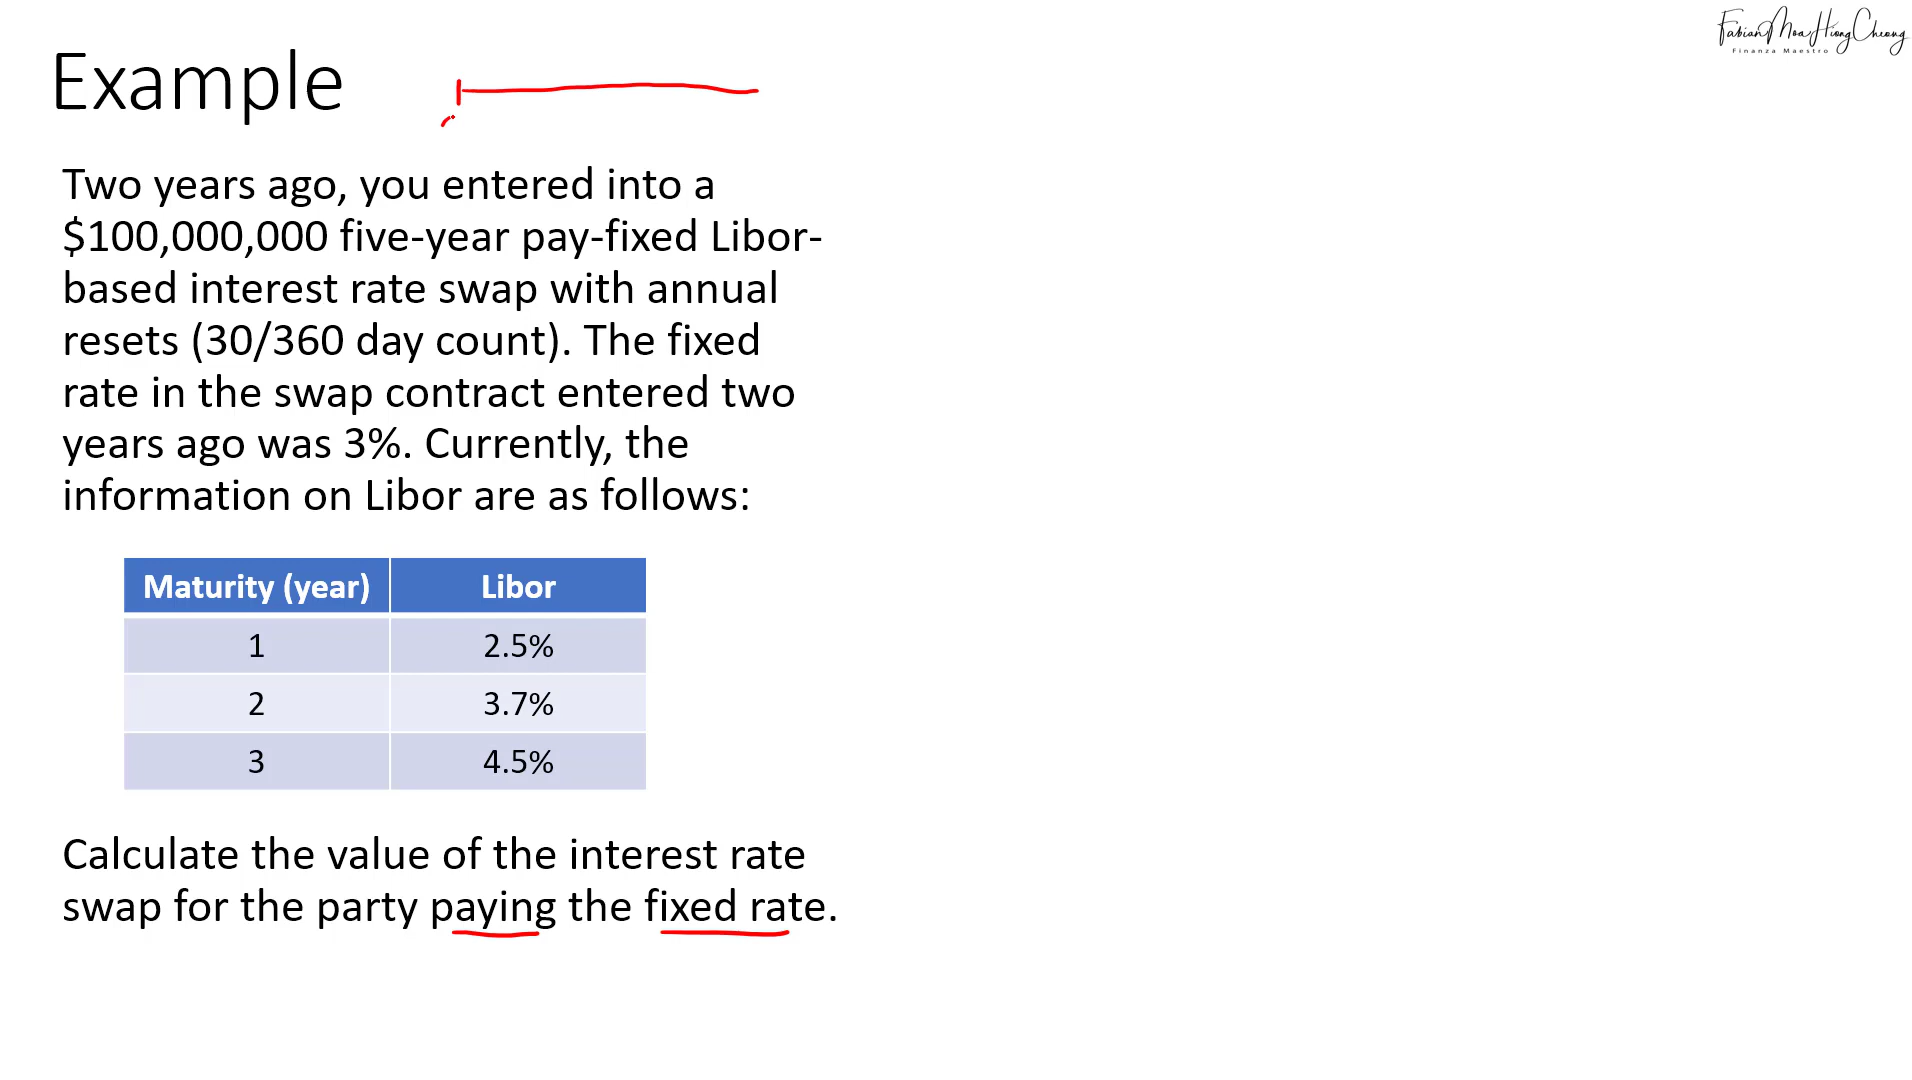 Fabian Moa Hiong Cheong
Finanza Maestro
Example
Two years ago, you entered into a
$100,000,000 five-year pay-fixed Libor-
based interest rate swap with annual
resets (30/360 day count). The fixed
rate in the swap contract entered two
years ago was 3%. Currently, the
information on Libor are as follows:
Maturity (year) Libor
1 2.5%
2 3.7%
3 4.5%
Calculate the value of the interest rate
swap for the party paying the fixed rate.